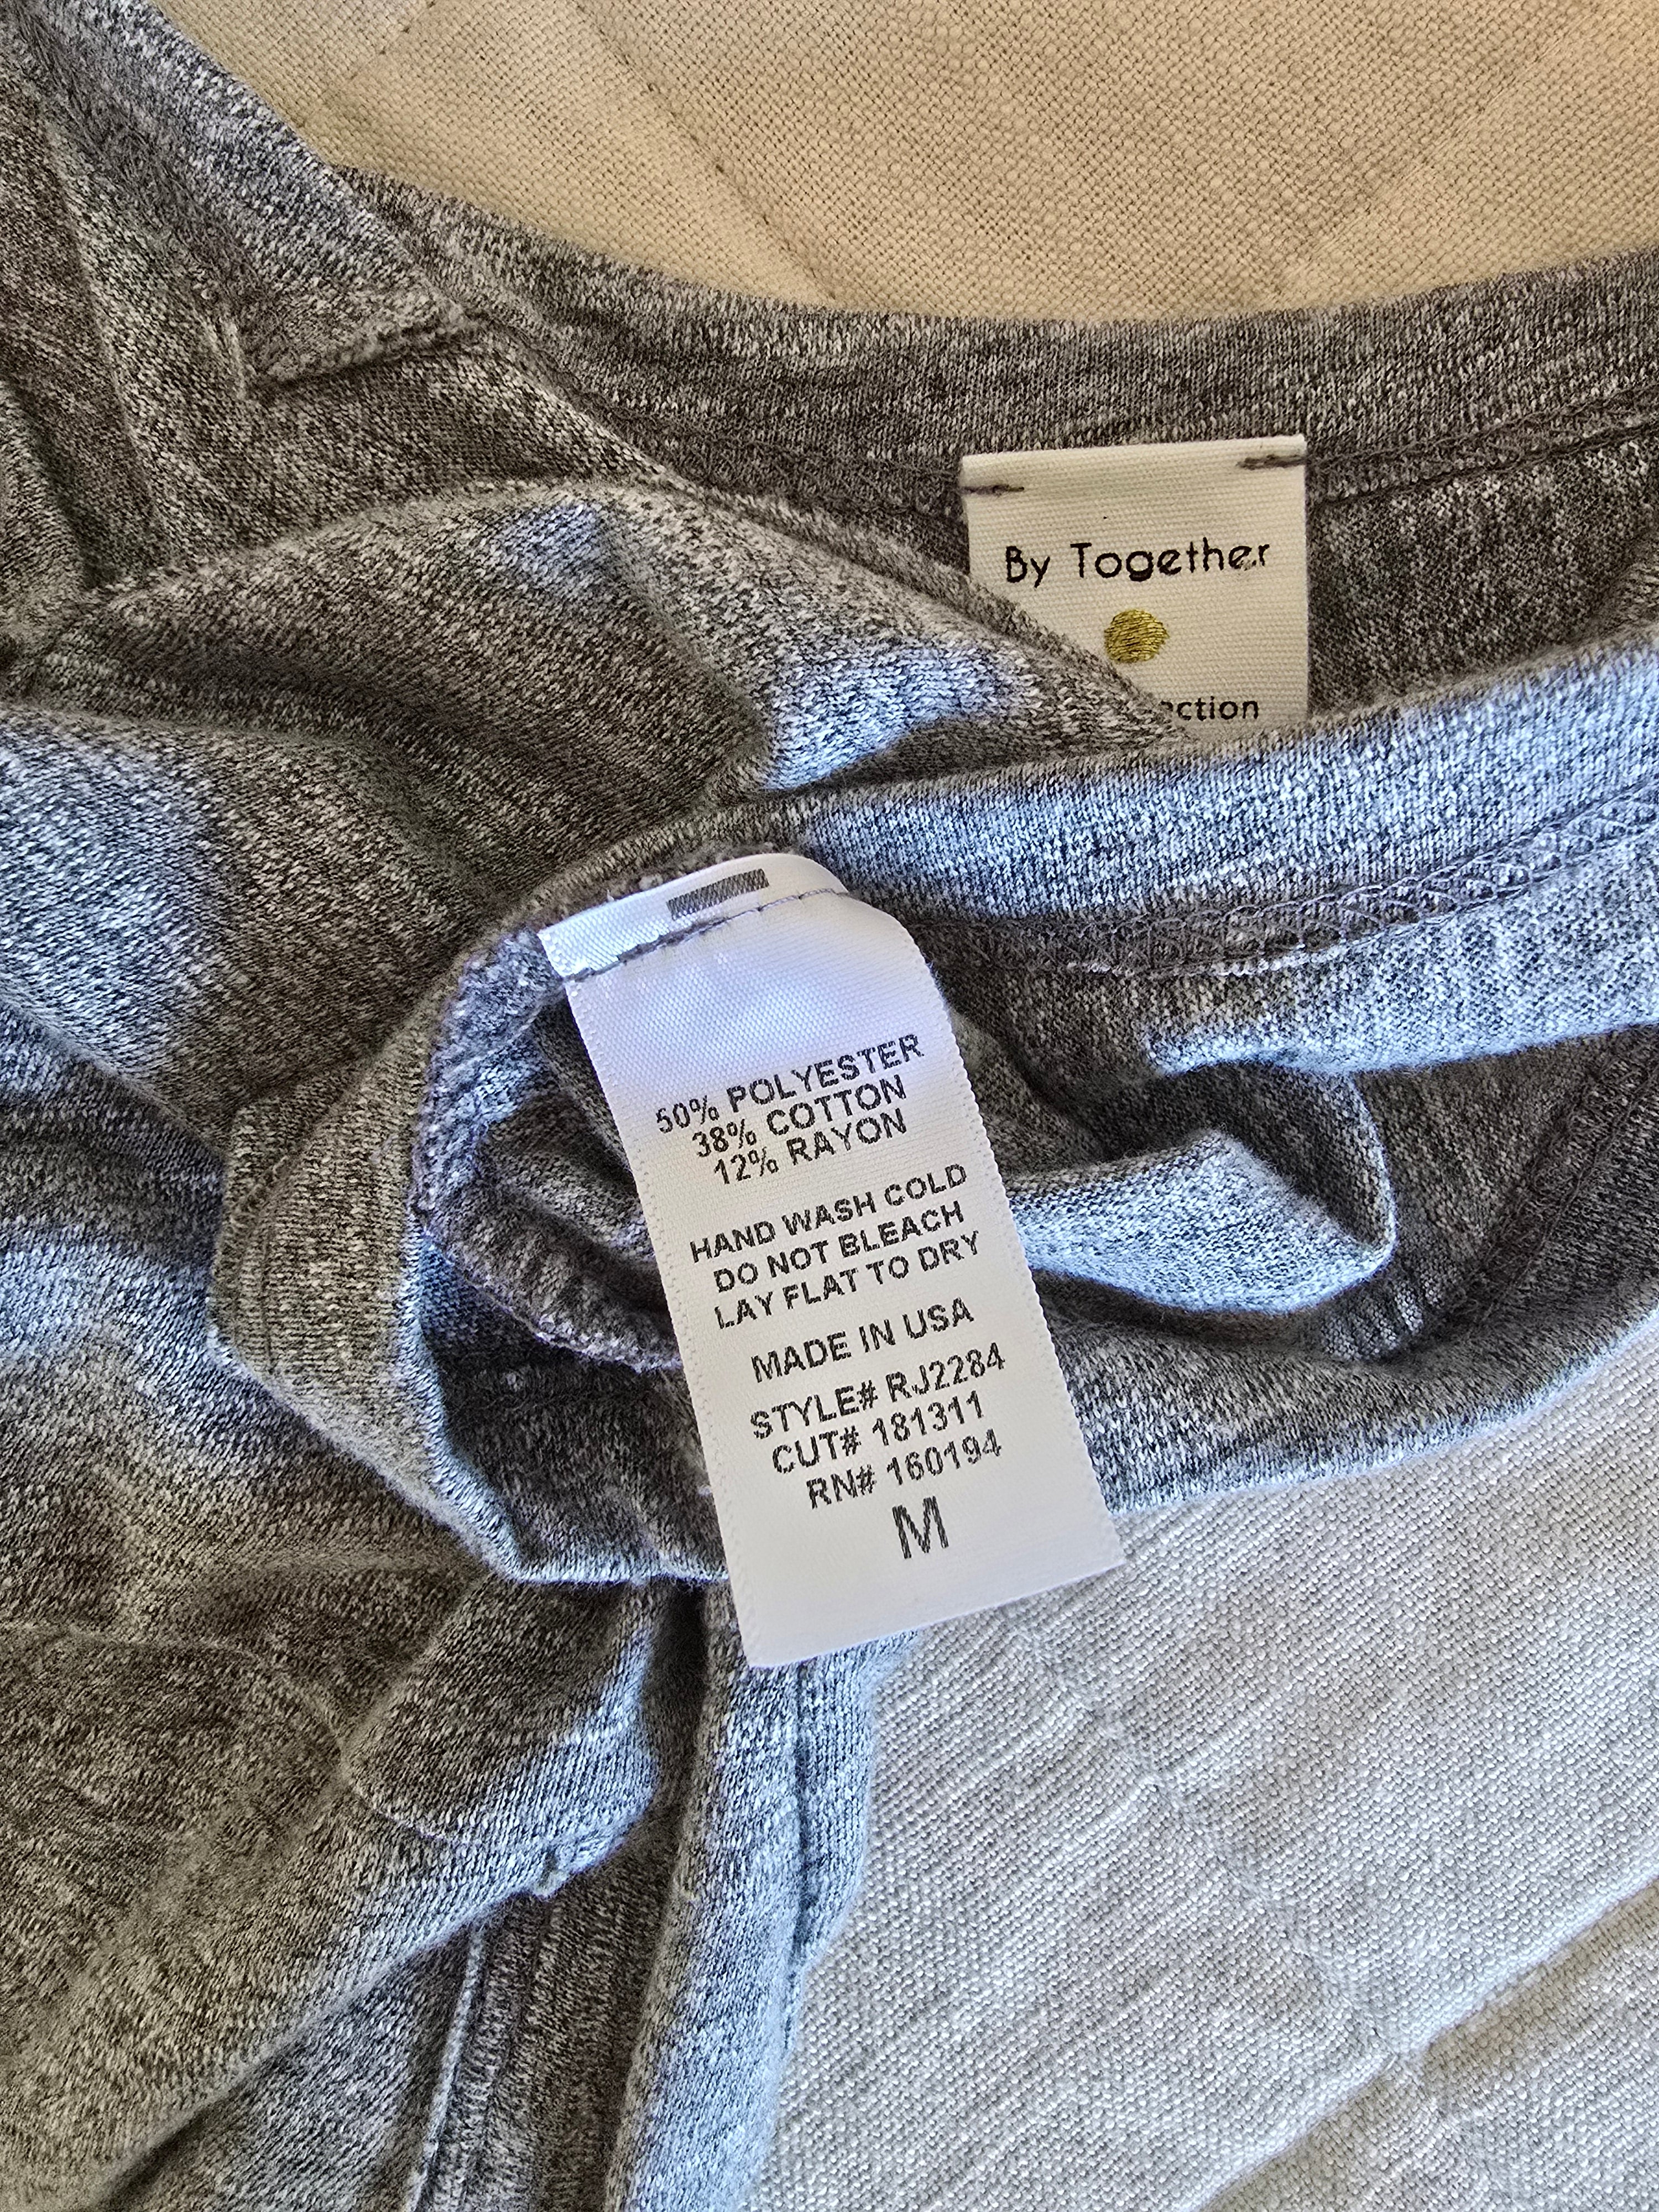 By Together
50% POLYESTER
38% COTTON
12% RAYON
HAND WASH COLD
DO NOT BLEACH
LAY FLAT TO DRY
MADE IN USA
STYLE# RJ2284
CUT# 181311
RN# 160194
M